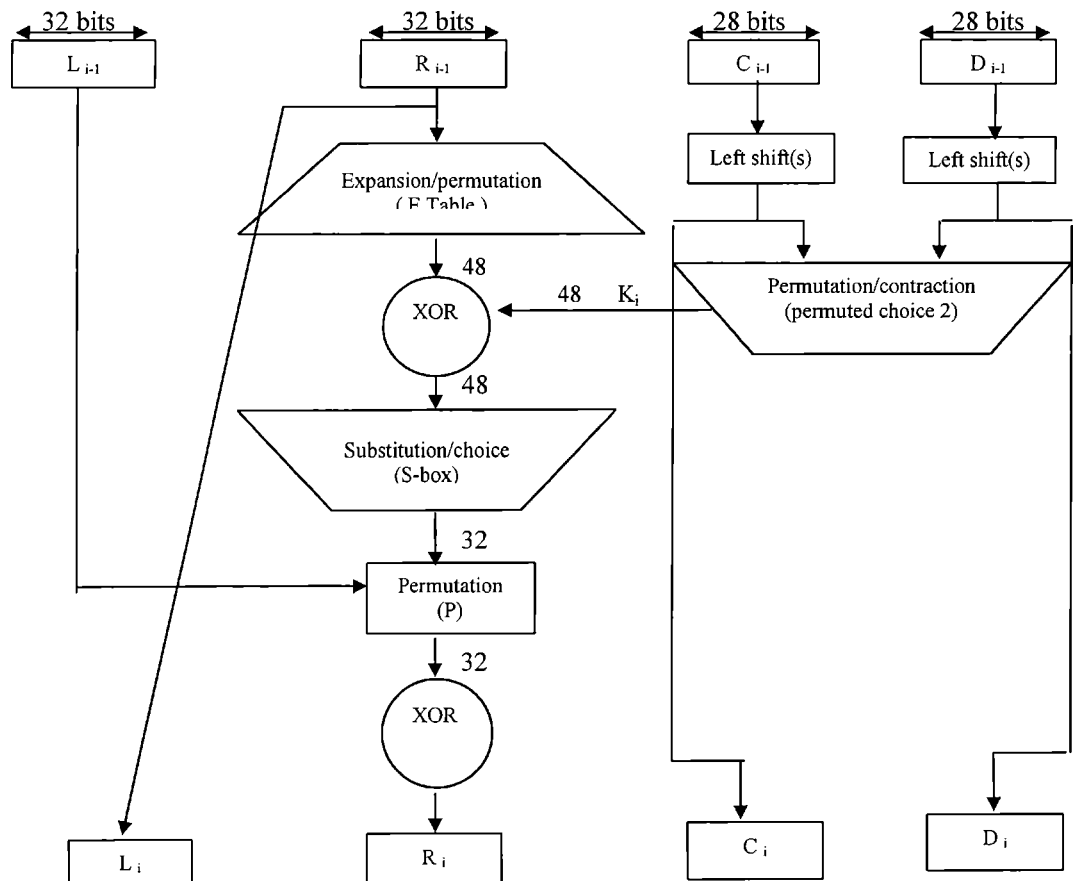 32 bits
32 bits
28 bits
28 bits
L i-1
R i-1
C i-1
D i-1
Left shift(s)
Left shift(s)
Expansion/permutation
( E Table )
48
XOR
48 K i
Permutation/contraction
(permuted choice 2)
48
Substitution/choice
(S-box)
32
Permutation
(P)
32
XOR
L i
R i
C i
D i